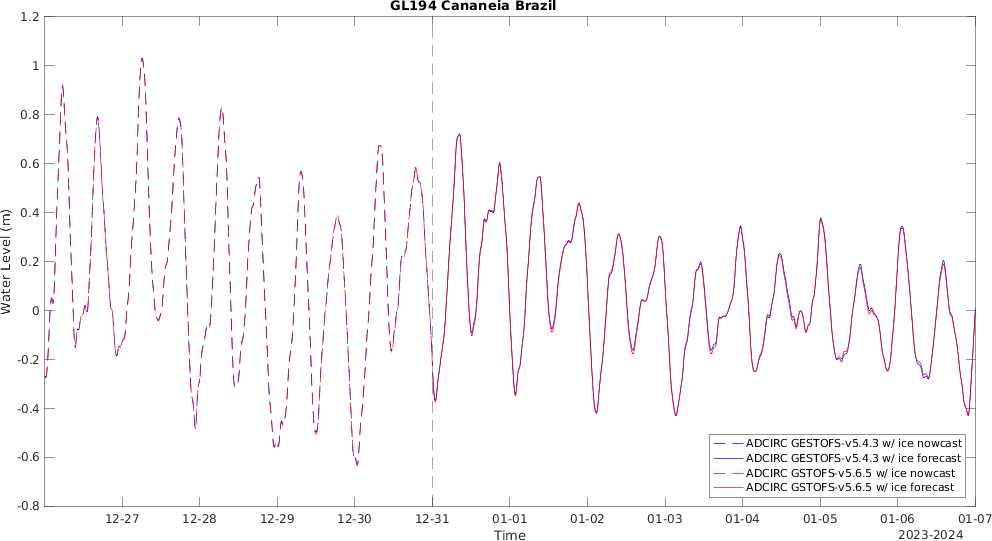 GL194 Cananeia Brazil
1.2
1
0.8
0.6
0.4
0.2
0
-0.2
-0.4
-0.6
-0.8
Water Level (m)
12-27 12-28 12-29 12-30 12-31 01-01 01-02 01-03 01-04 01-05 01-06 01-07
Time
2023-2024
ADCIRC GESTOFS-v5.4.3 w/ ice nowcast
ADCIRC GESTOFS-v5.4.3 w/ ice forecast
ADCIRC GSTOFS-v5.6.5 w/ ice nowcast
ADCIRC GSTOFS-v5.6.5 w/ ice forecast